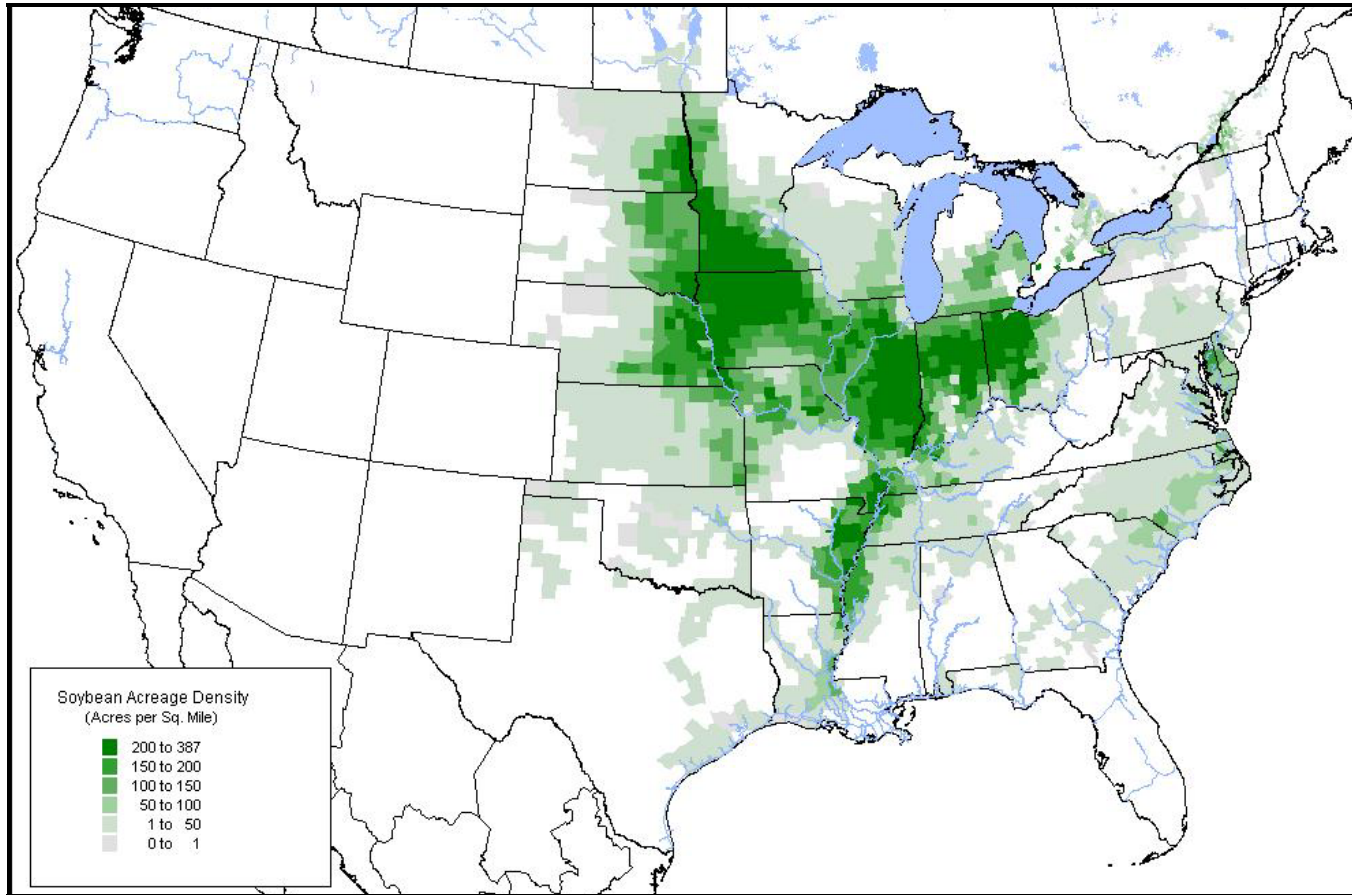 Soybean Acreage Density
(Acres per Sq. Mile)
200 to 387
150 to 200
100 to 150
50 to 100
1 to 50
0 to 1